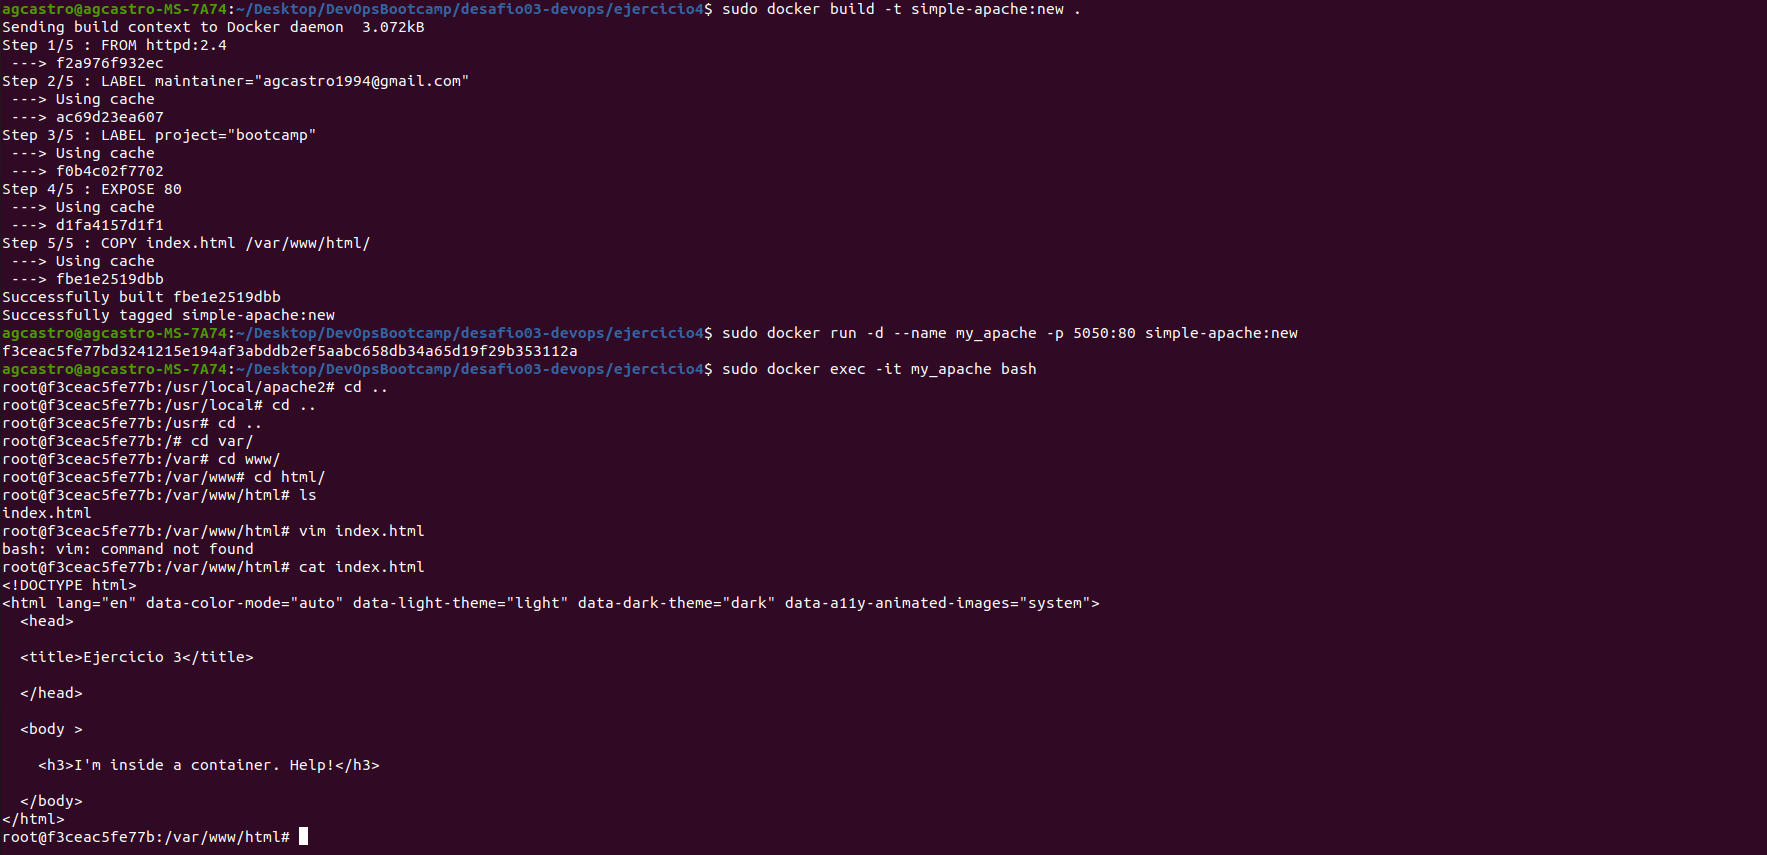 agcastro@agcastro-MS-7A74:~/Desktop/DevOpsBootcamp/desafio03-devops/ejercicio4$ sudo docker build -t simple-apache:new .
Sending build context to Docker daemon  3.072kB
Step 1/5 : FROM httpd:2.4
 ---> f2a976f932ec
Step 2/5 : LABEL maintainer="agcastro1994@gmail.com"
 ---> Using cache
 ---> ac69d23ea607
Step 3/5 : LABEL project="bootcamp"
 ---> Using cache
 ---> f0b4c02f7702
Step 4/5 : EXPOSE 80
 ---> Using cache
 ---> d1fa4157d1f1
Step 5/5 : COPY index.html /var/www/html/
 ---> Using cache
 ---> fbe1e2519dbb
Successfully built fbe1e2519dbb
Successfully tagged simple-apache:new
agcastro@agcastro-MS-7A74:~/Desktop/DevOpsBootcamp/desafio03-devops/ejercicio4$ sudo docker run -d --name my_apache -p 5050:80 simple-apache:new
f3ceac5fe77bd3241215e194af3abddb2ef5aabc658db34a65d19f29b353112a
agcastro@agcastro-MS-7A74:~/Desktop/DevOpsBootcamp/desafio03-devops/ejercicio4$ sudo docker exec -it my_apache bash
root@f3ceac5fe77b:/usr/local/apache2# cd ..
root@f3ceac5fe77b:/usr/local# cd ..
root@f3ceac5fe77b:/usr# cd ..
root@f3ceac5fe77b:/# cd var/
root@f3ceac5fe77b:/var# cd www/
root@f3ceac5fe77b:/var/www# cd html/
root@f3ceac5fe77b:/var/www/html# ls
index.html
root@f3ceac5fe77b:/var/www/html# vim index.html
bash: vim: command not found
root@f3ceac5fe77b:/var/www/html# cat index.html
<!DOCTYPE html>
<html lang="en" data-color-mode="auto" data-light-theme="light" data-dark-theme="dark" data-a11y-animated-images="system">
  <head>
  <title>Ejercicio 3</title>
  </head>
  <body >
    <h3>I'm inside a container. Help!</h3>
  </body>
</html>
root@f3ceac5fe77b:/var/www/html#